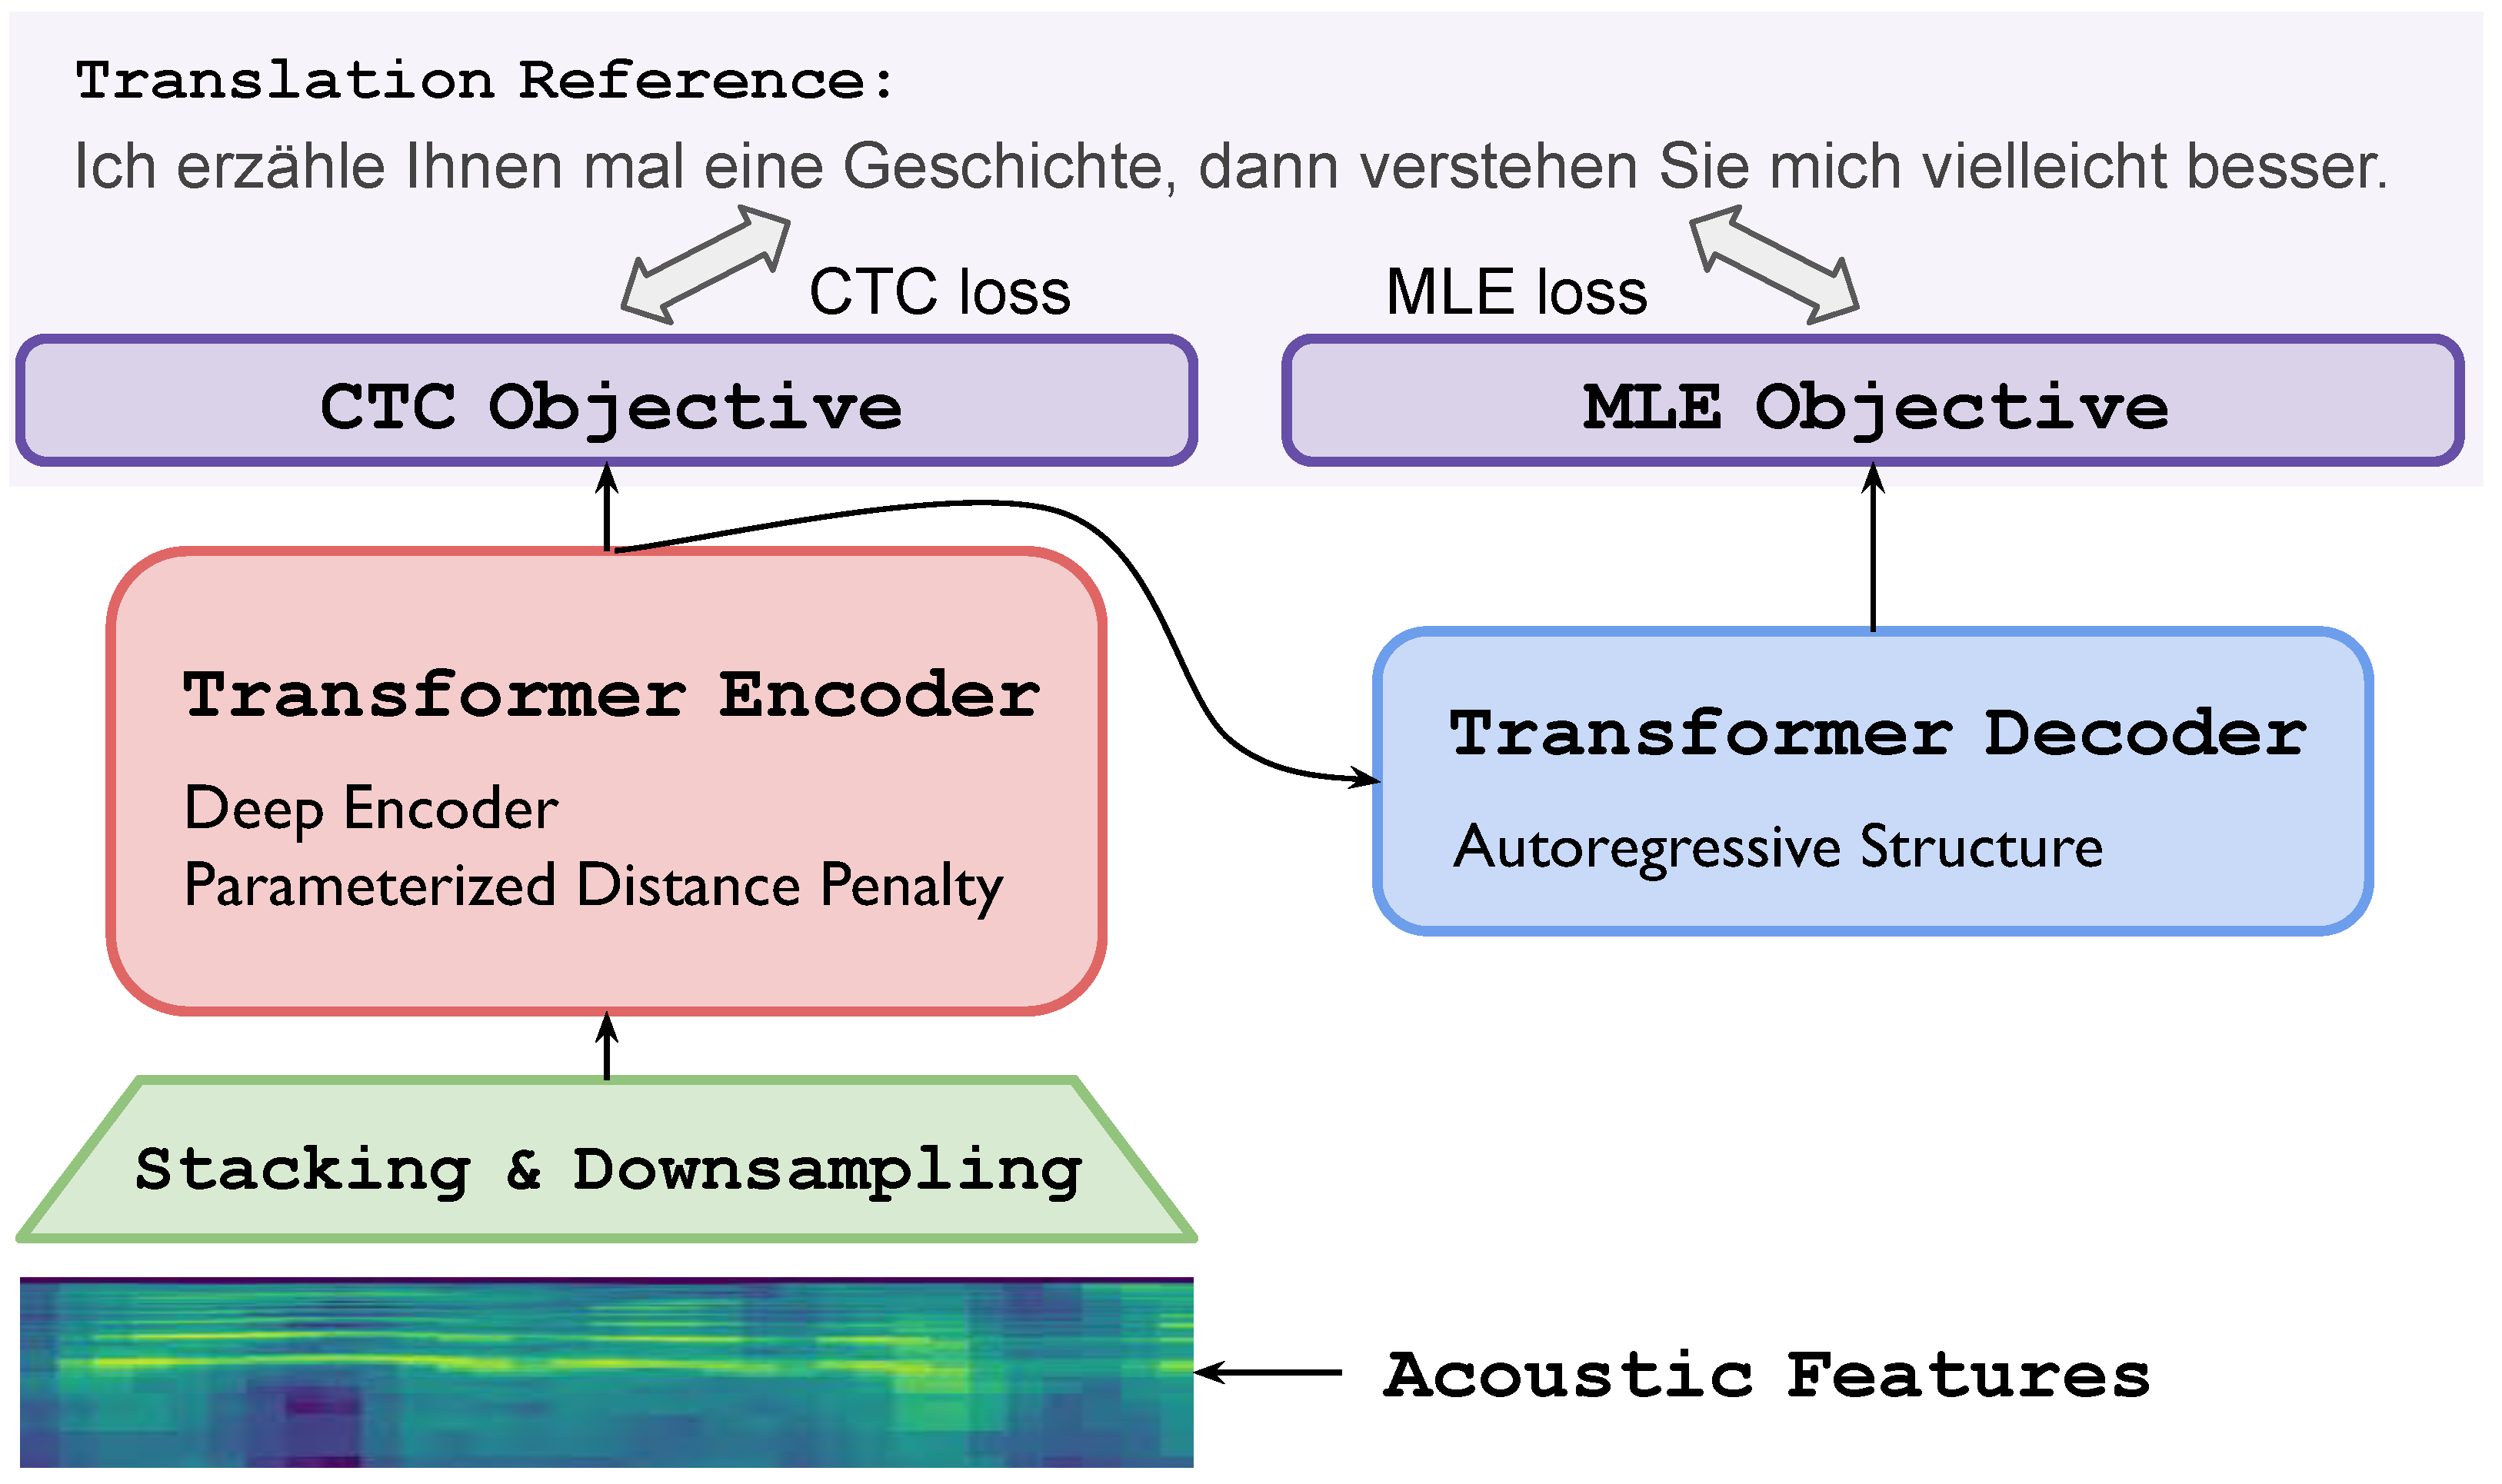 Translation Reference:
Ich erzähle Ihnen mal eine Geschichte, dann verstehen Sie mich vielleicht besser.
CTC loss
MLE loss
CTC Objective
MLE Objective
Transformer Encoder
Deep Encoder
Parameterized Distance Penalty
Transformer Decoder
Autoregressive Structure
Stacking & Downsampling
Acoustic Features